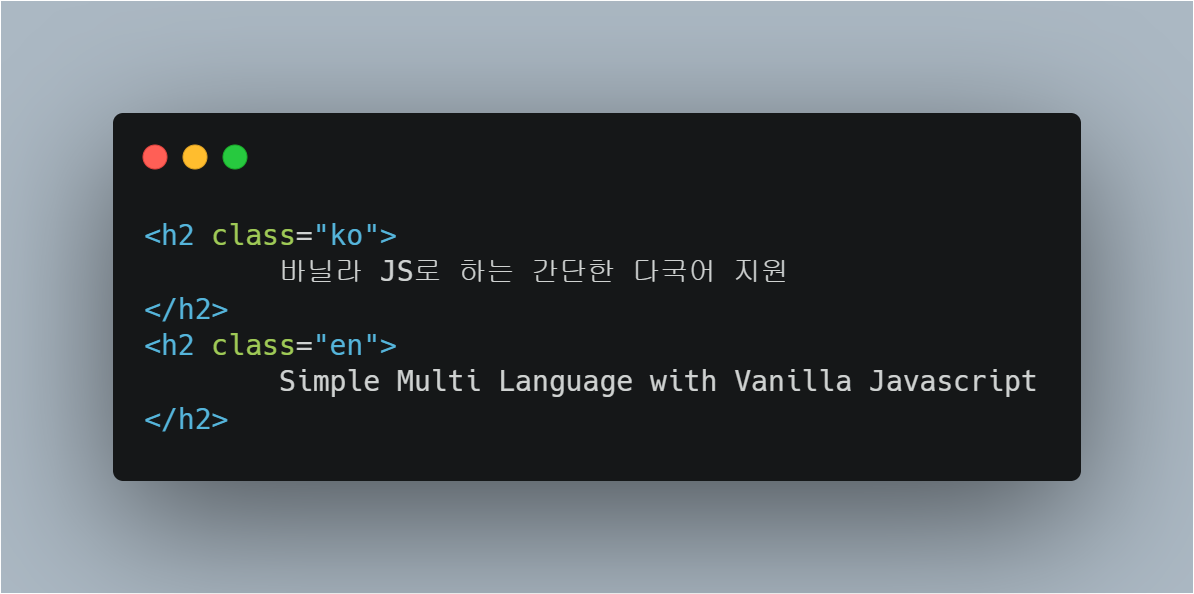 <h2 class="ko">
바닐라 JS로 하는 간단한 다국어 지원
</h2>
<h2 class="en">
Simple Multi Language with Vanilla Javascript
</h2>